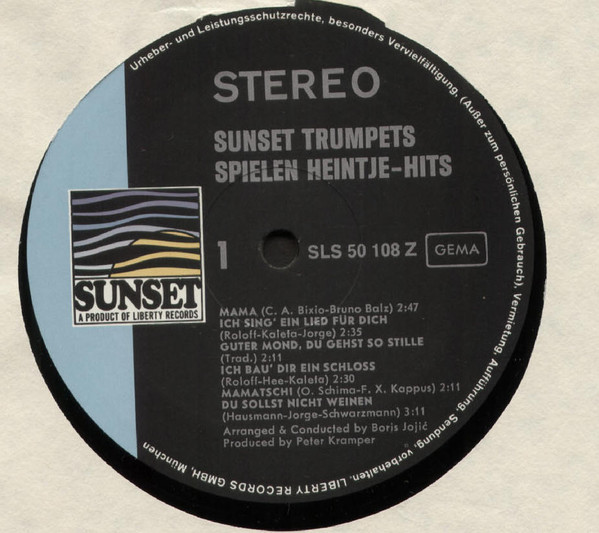 Urheber- und Leistungsschutzrechte, besonders Vervielfältigung, (Außer zum persönlichen Gebrauch), Vermietung, Aufführung, Sendung, vorbehalten. LIBERTY RECORDS GMBH, München
STEREO
SUNSET TRUMPETS
SPIELEN HEINTJE-HITS
SUNSET
A PRODUCT OF LIBERTY RECORDS
1
SLS 50 108 Z
GEMA
MAMA (C. A. Bixio-Bruno Balz) 2:47
ICH SING' EIN LIED FÜR DICH
(Roloff-Kaleta-Jorge) 2:35
GUTER MOND, DU GEHST SO STILLE
(Trad.) 2:11
ICH BAU' DIR EIN SCHLOSS
(Roloff-Hee-Kaleta) 2:30
MAMATSCHI (O. Schima-F. X. Kappus) 2:11
DU SOLLST NICHT WEINEN
(Hausmann-Jorge-Schwarzmann) 3:11
Arranged & Conducted by Boris Jojić
Produced by Peter Kramper